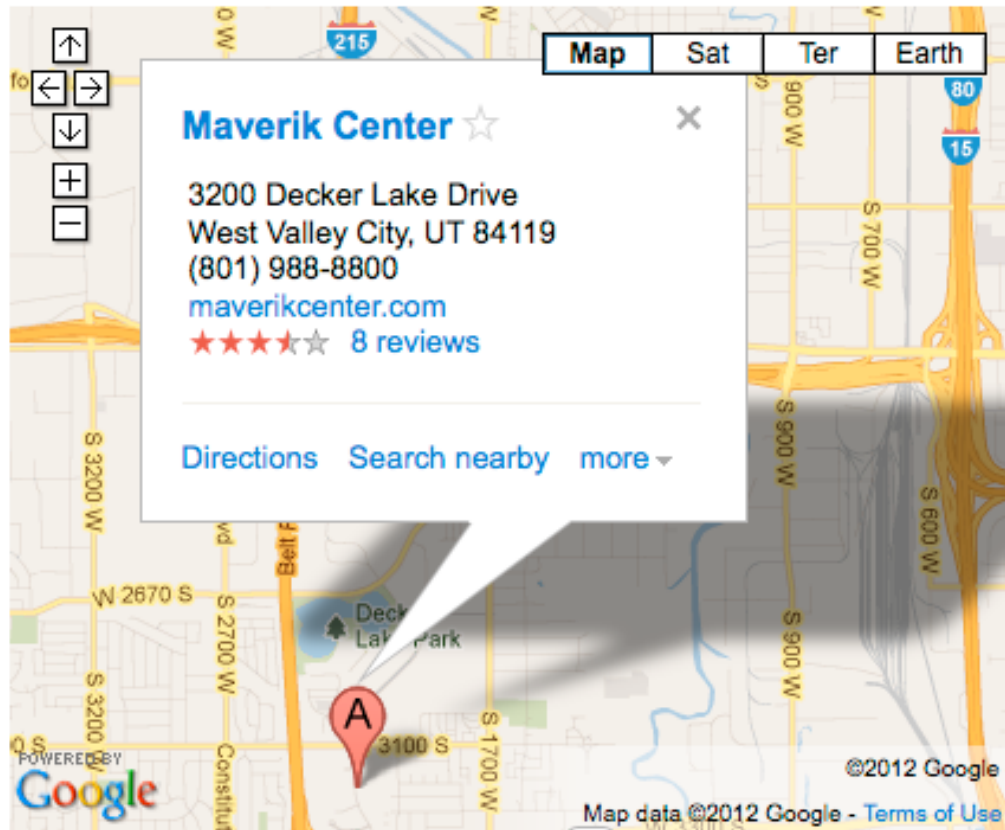 215
Map Sat Ter Earth
80
15
Maverik Center
3200 Decker Lake Drive
West Valley City, UT 84119
(801) 988-8800
maverikcenter.com
8 reviews
Directions Search nearby more
900 W
S 700 W
S 3200 W
S 900 W
S 600 W
W 2670 S
S 2700 W
S 900 W
Lake Park
S 3200 W
A
3100 S
S 1700 W
POWERED BY
Google
©2012 Google
Map data ©2012 Google - Terms of Use